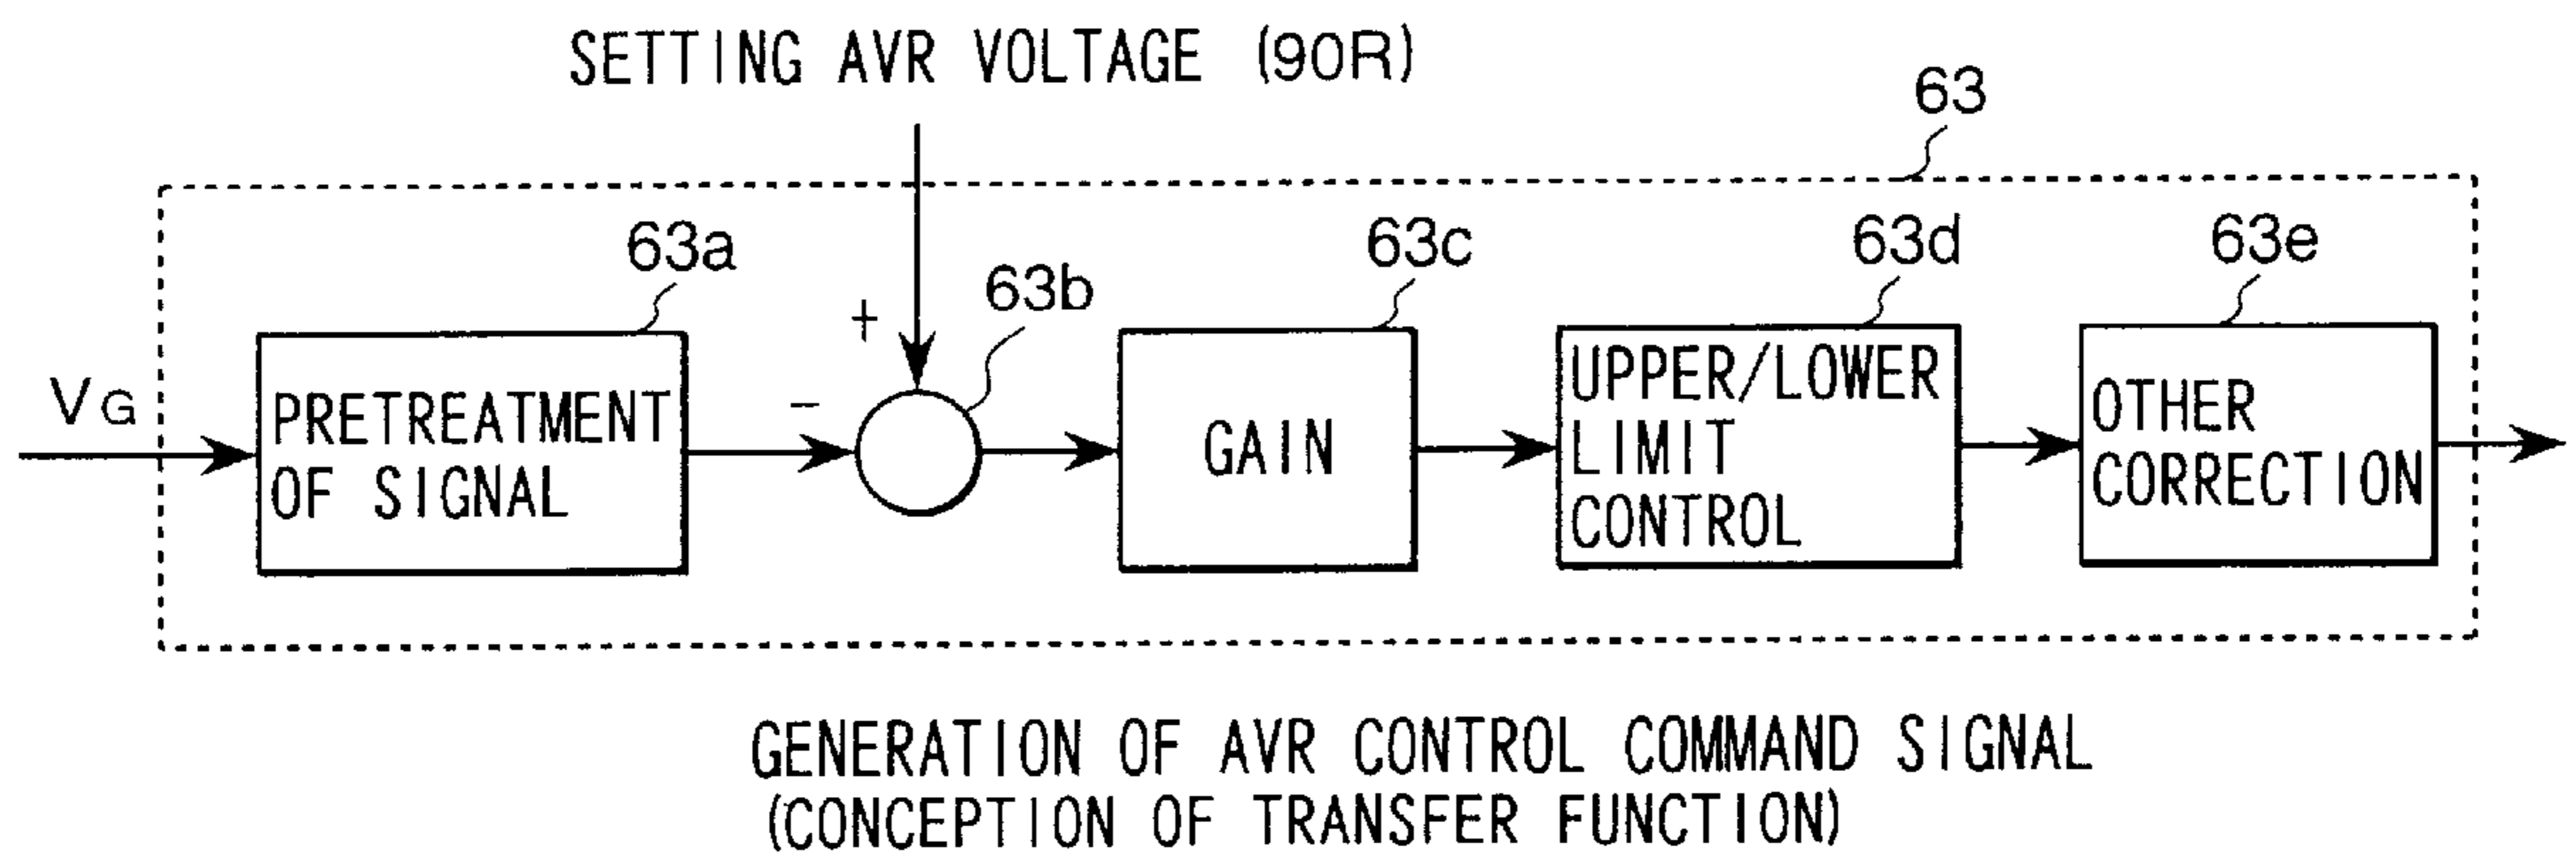 SETTING AVR VOLTAGE (90R)
63
63a
63b
63c
63d
63e
+
-
VG
PRETREATMENT
OF SIGNAL
GAIN
UPPER/LOWER
LIMIT
CONTROL
OTHER
CORRECTION
GENERATION OF AVR CONTROL COMMAND SIGNAL
(CONCEPTION OF TRANSFER FUNCTION)